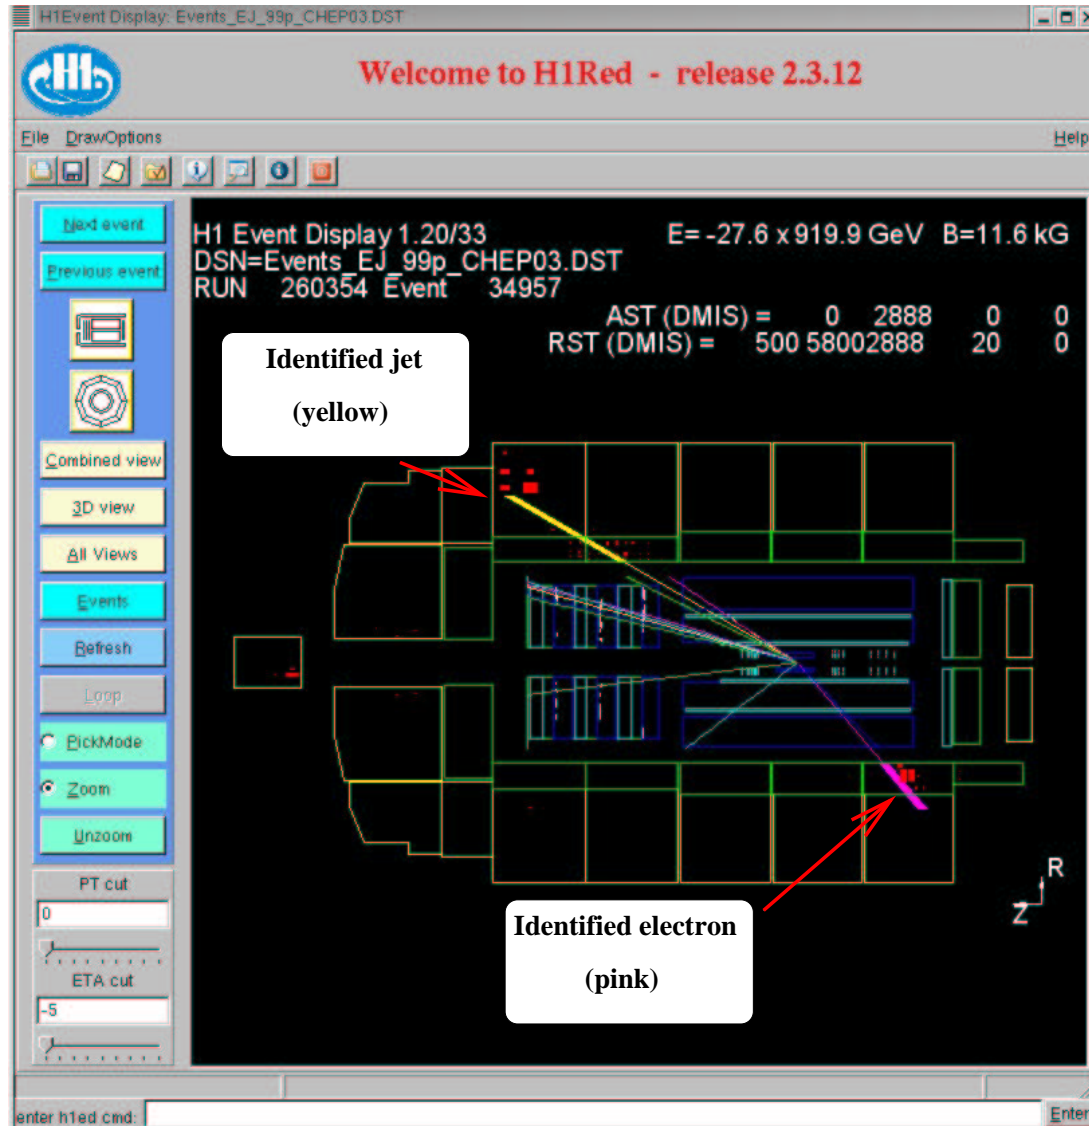 H1Event Display: Events_EJ_99p_CHEP03.DST
H1
Welcome to H1Red - release 2.3.12
File DrawOptions Help
Next event
Previous event
Combined view
3D view
All Views
Events
Refresh
Loop
PickMode
Zoom
Unzoom
PT cut
0
ETA cut
-5
H1 Event Display 1.20/33 E= -27.6 x 919.9 GeV B=11.6 kG
DSN=Events_EJ_99p_CHEP03.DST
RUN 260354 Event 34957
AST (DMIS) = 0 2888 0 0
RST (DMIS) = 500 58002888 20 0
Identified jet
(yellow)
Identified electron
(pink)
R
Z
enter h1ed cmd: Enter